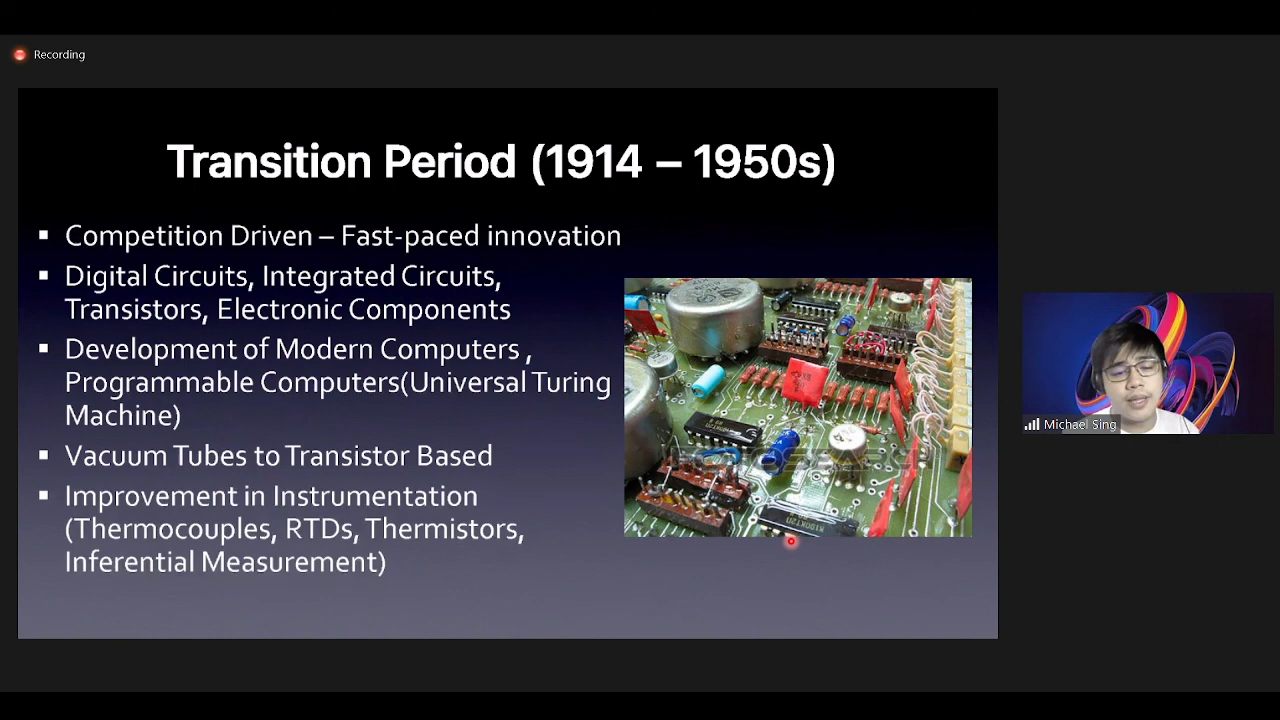 Recording
Transition Period (1914 – 1950s)
▪ Competition Driven – Fast-paced innovation
▪ Digital Circuits, Integrated Circuits,
Transistors, Electronic Components
▪ Development of Modern Computers ,
Programmable Computers(Universal Turing
Machine)
▪ Vacuum Tubes to Transistor Based
▪ Improvement in Instrumentation
(Thermocouples, RTDs, Thermistors,
Inferential Measurement)
Michael Sing